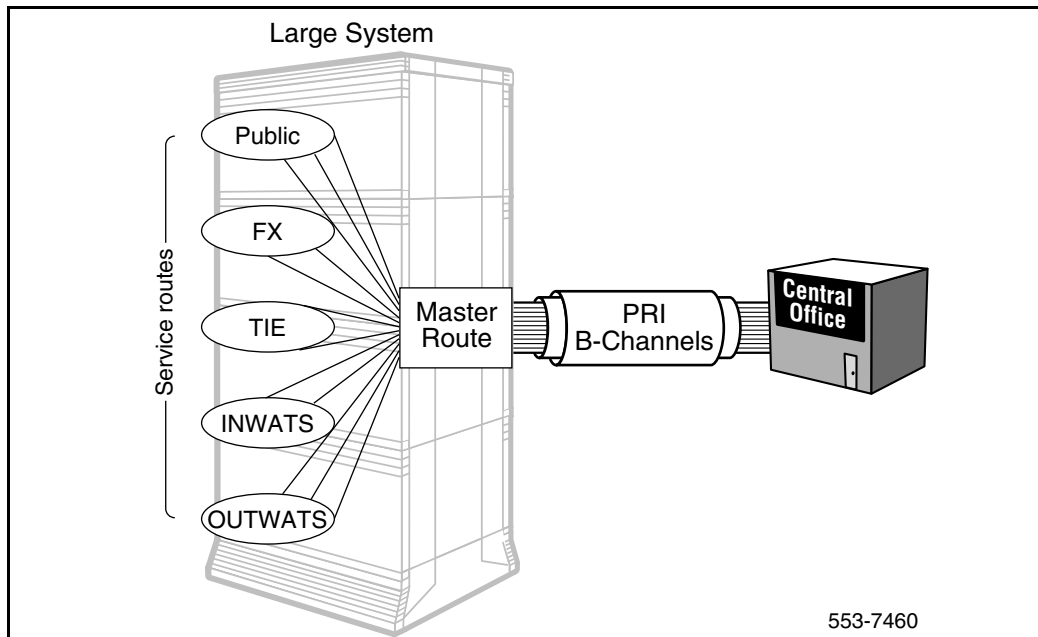 Large System
Service routes
Public
FX
TIE
INWATS
OUTWATS
Master
Route
PRI
B-Channels
Central
Office
553-7460